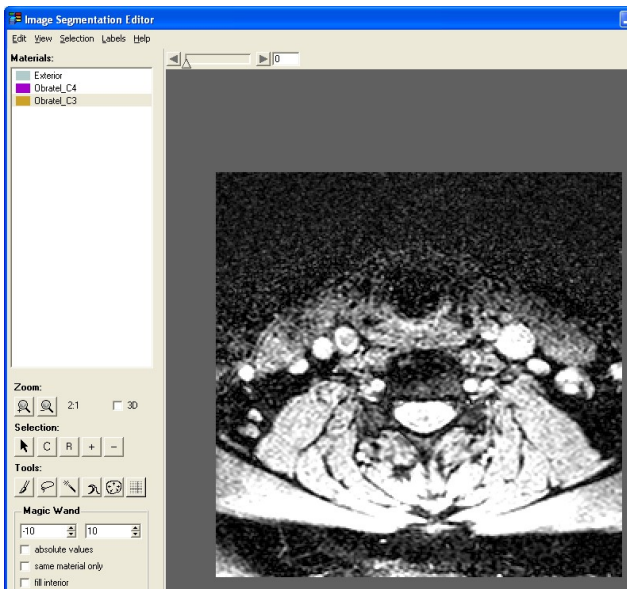 Image Segmentation Editor
Edit View Selection Labels Help
Materials:
0
Exterior
Obratel_C4
Obratel_C3
Zoom:
2:1
3D
Selection:
C R + -
Tools:
Magic Wand
-10 10
absolute values
same material only
fill interior